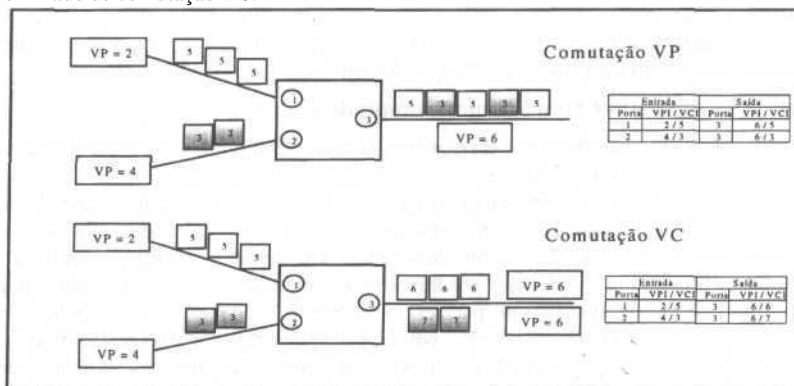 Comutação VP
VP = 2
5 5 5
1
3
5 3 5 3 5
VP = 6
3 3
2
VP = 4
Entrada Saída
Porta VPI / VCI Porta VPI / VCI
1 2 / 5 3 6 / 5
2 4 / 3 3 6 / 3
Comutação VC
VP = 2
5 5 5
1
3
6 6 6
VP = 6
7 7
VP = 6
3 3
2
VP = 4
Entrada Saída
Porta VPI / VCI Porta VPI / VCI
1 2 / 5 3 6 / 6
2 4 / 3 3 6 / 7